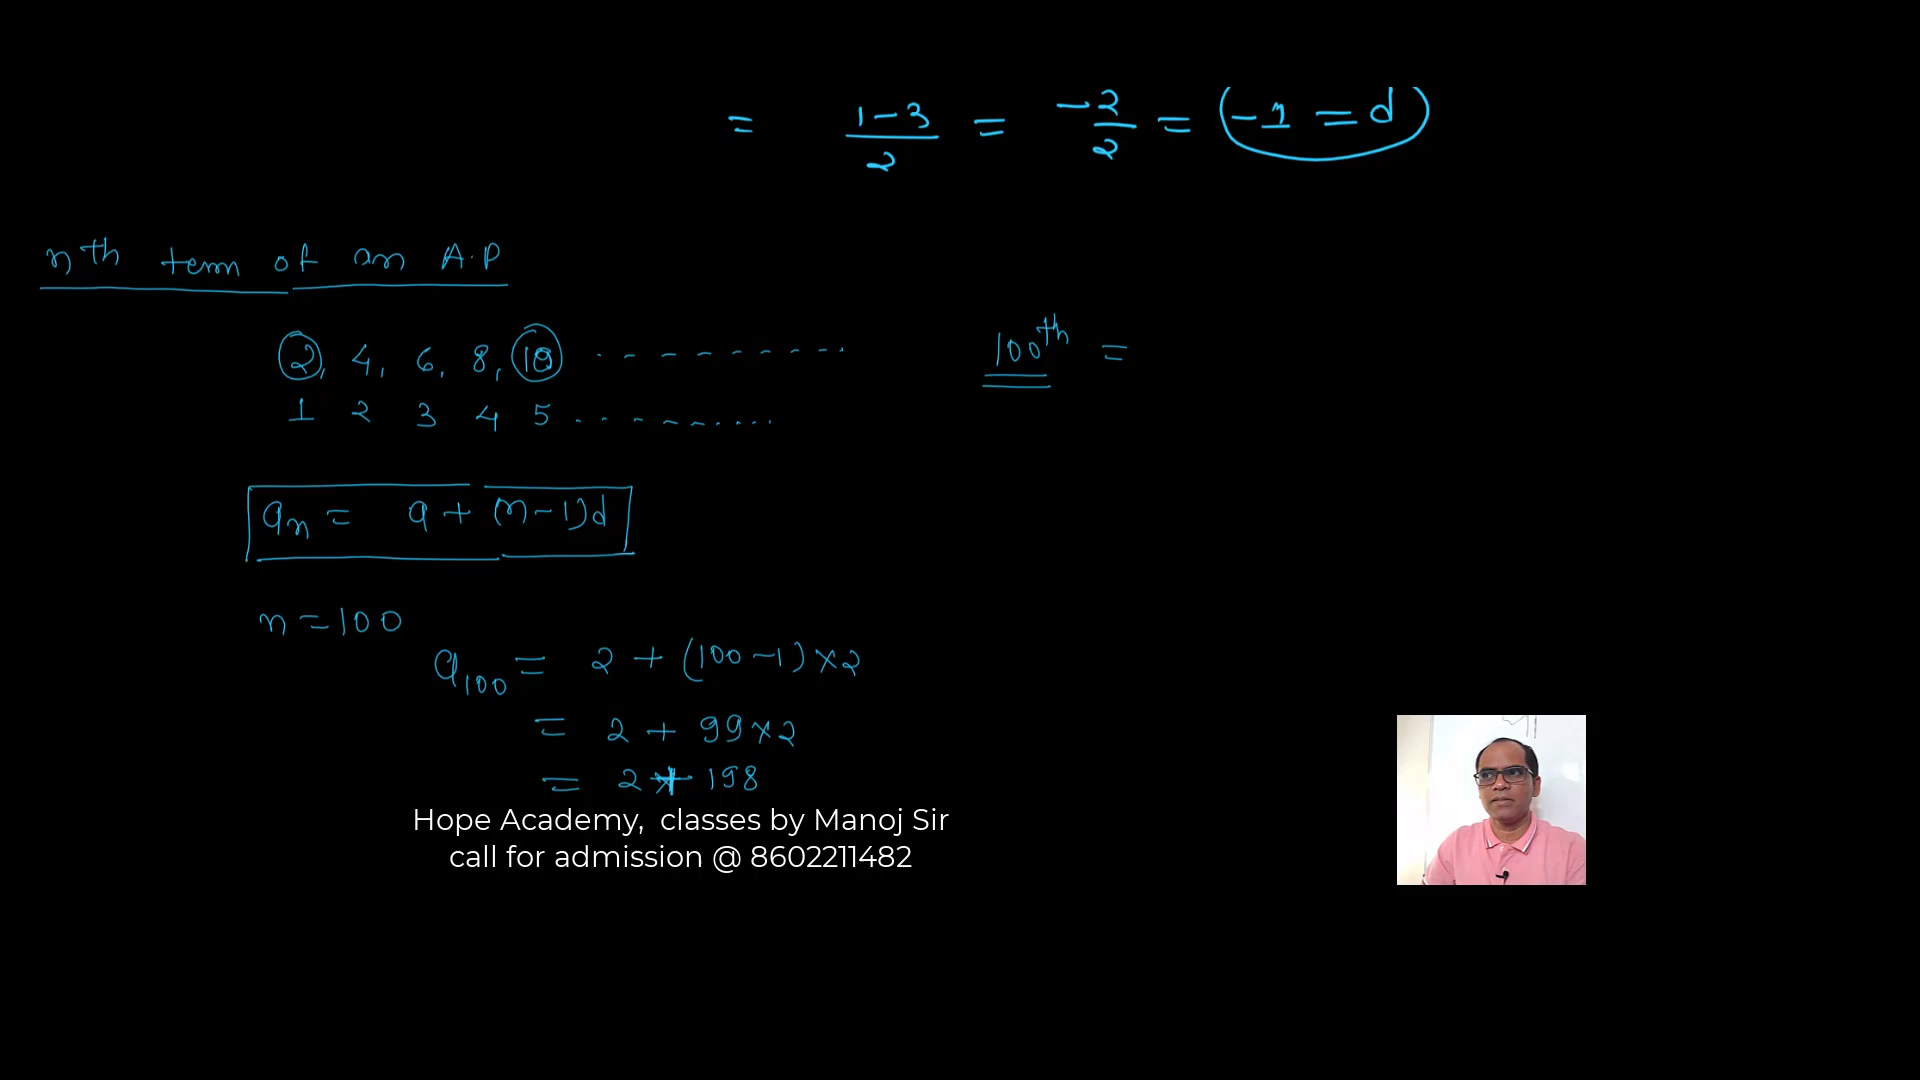 = 1-3/2 = -2/2 = -1 = d
nth term of an A.P
2, 4, 6, 8, 10 ----------
100th =
1 2 3 4 5 ----------
an = a + (n-1)d
n = 100
a100 = 2 + (100-1)×2
= 2 + 99×2
= 2 + 198
Hope Academy, classes by Manoj Sir
call for admission @ 8602211482